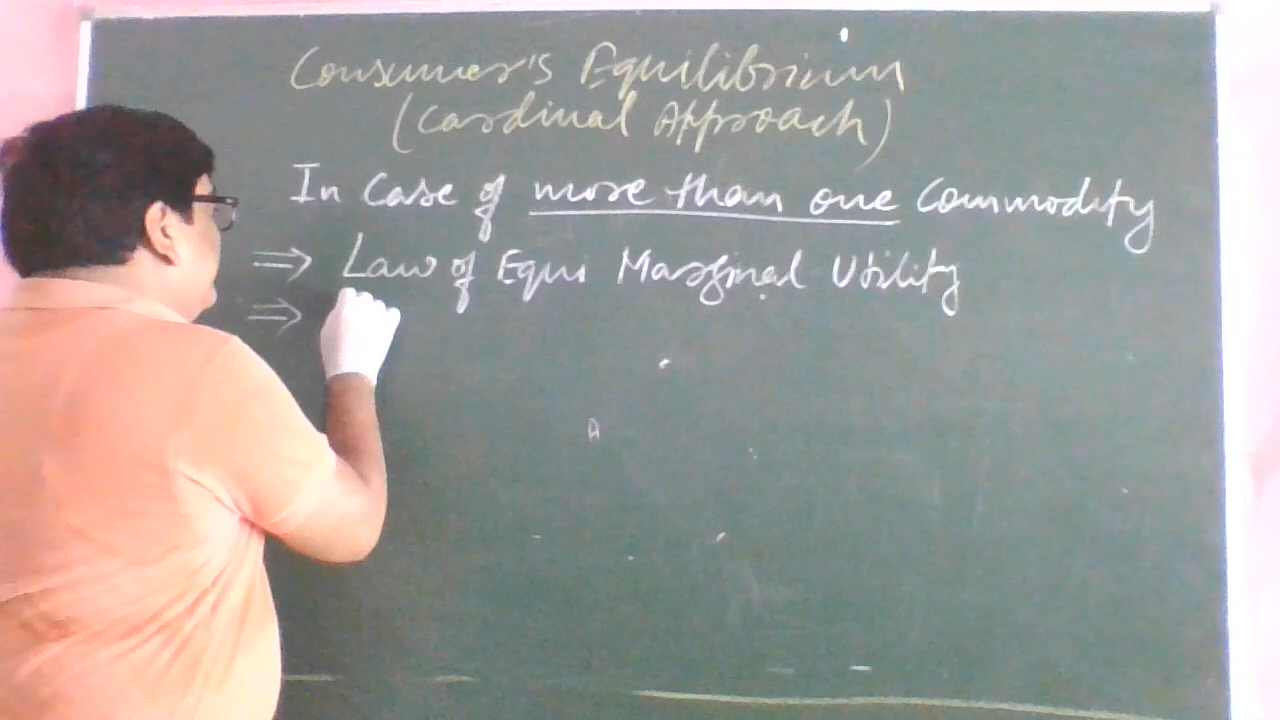 Consumer's Equilibrium
(Cardinal Approach)
In Case of more than one Commodity
⇒ Law of Equi Marginal Utility
⇒
A